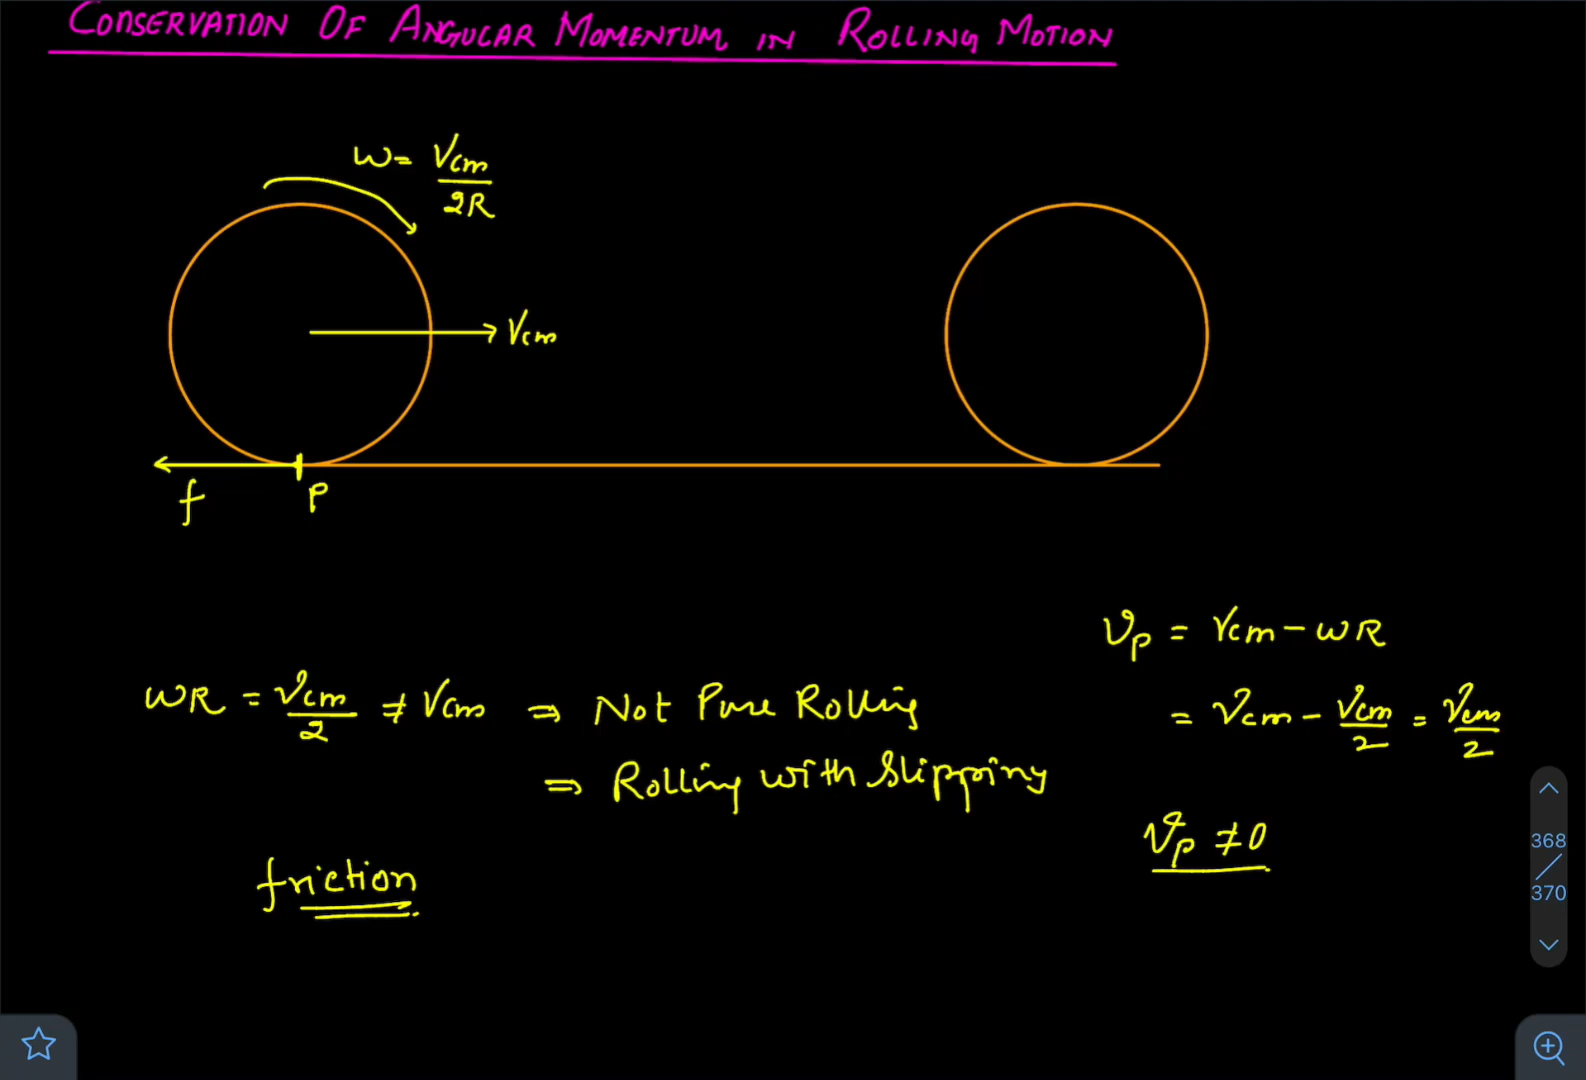 CONSERVATION OF ANGULAR MOMENTUM IN ROLLING MOTION
ω = Vcm/2R
Vcm
f
P
Vp = Vcm - ωR
= Vcm - Vcm/2 = Vcm/2
Vp ≠ 0
ωR = Vcm/2 ≠ Vcm ⇒ Not Pure Rolling
⇒ Rolling with Slipping
friction
368
370